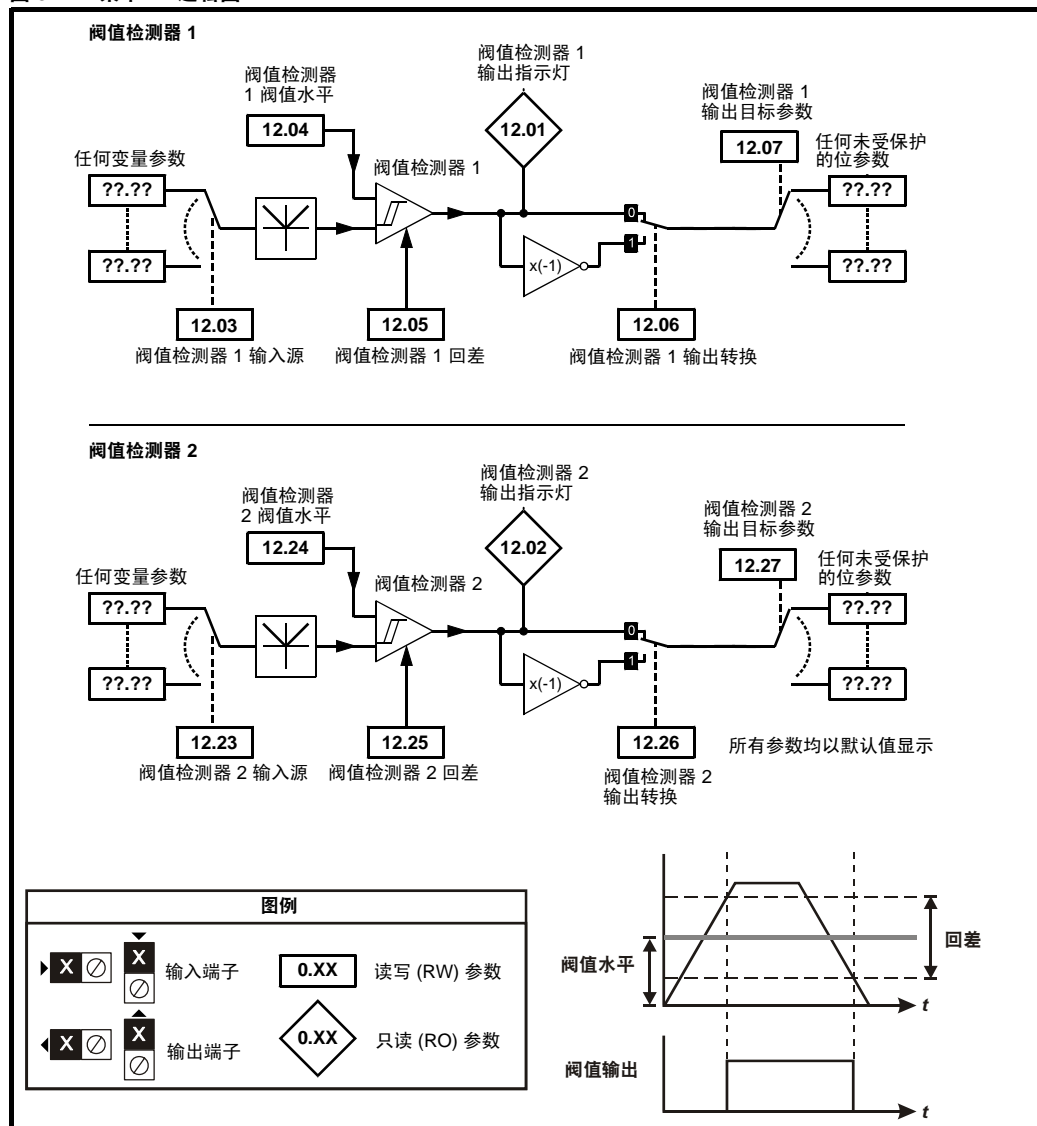 阀值检测器 1
阀值检测器
1 阀值水平
12.04
阀值检测器 1
输出指示灯
12.01
阀值检测器 1
输出目标参数
12.07
任何变量参数
??.??
??.??
阀值检测器 1
0
1
x(-1)
任何未受保护
的位参数
??.??
??.??
12.03
阀值检测器 1 输入源
12.05
阀值检测器 1 回差
12.06
阀值检测器 1 输出转换
阀值检测器 2
阀值检测器
2 阀值水平
12.24
阀值检测器 2
输出指示灯
12.02
阀值检测器 2
输出目标参数
12.27
任何变量参数
??.??
??.??
阀值检测器 2
0
1
x(-1)
任何未受保护
的位参数
??.??
??.??
12.23
阀值检测器 2 输入源
12.25
阀值检测器 2 回差
12.26
阀值检测器 2
输出转换
所有参数均以默认值显示
图例
X
X
输入端子
0.XX
读写 (RW) 参数
X
X
输出端子
0.XX
只读 (RO) 参数
阀值水平
回差
t
阀值输出
t